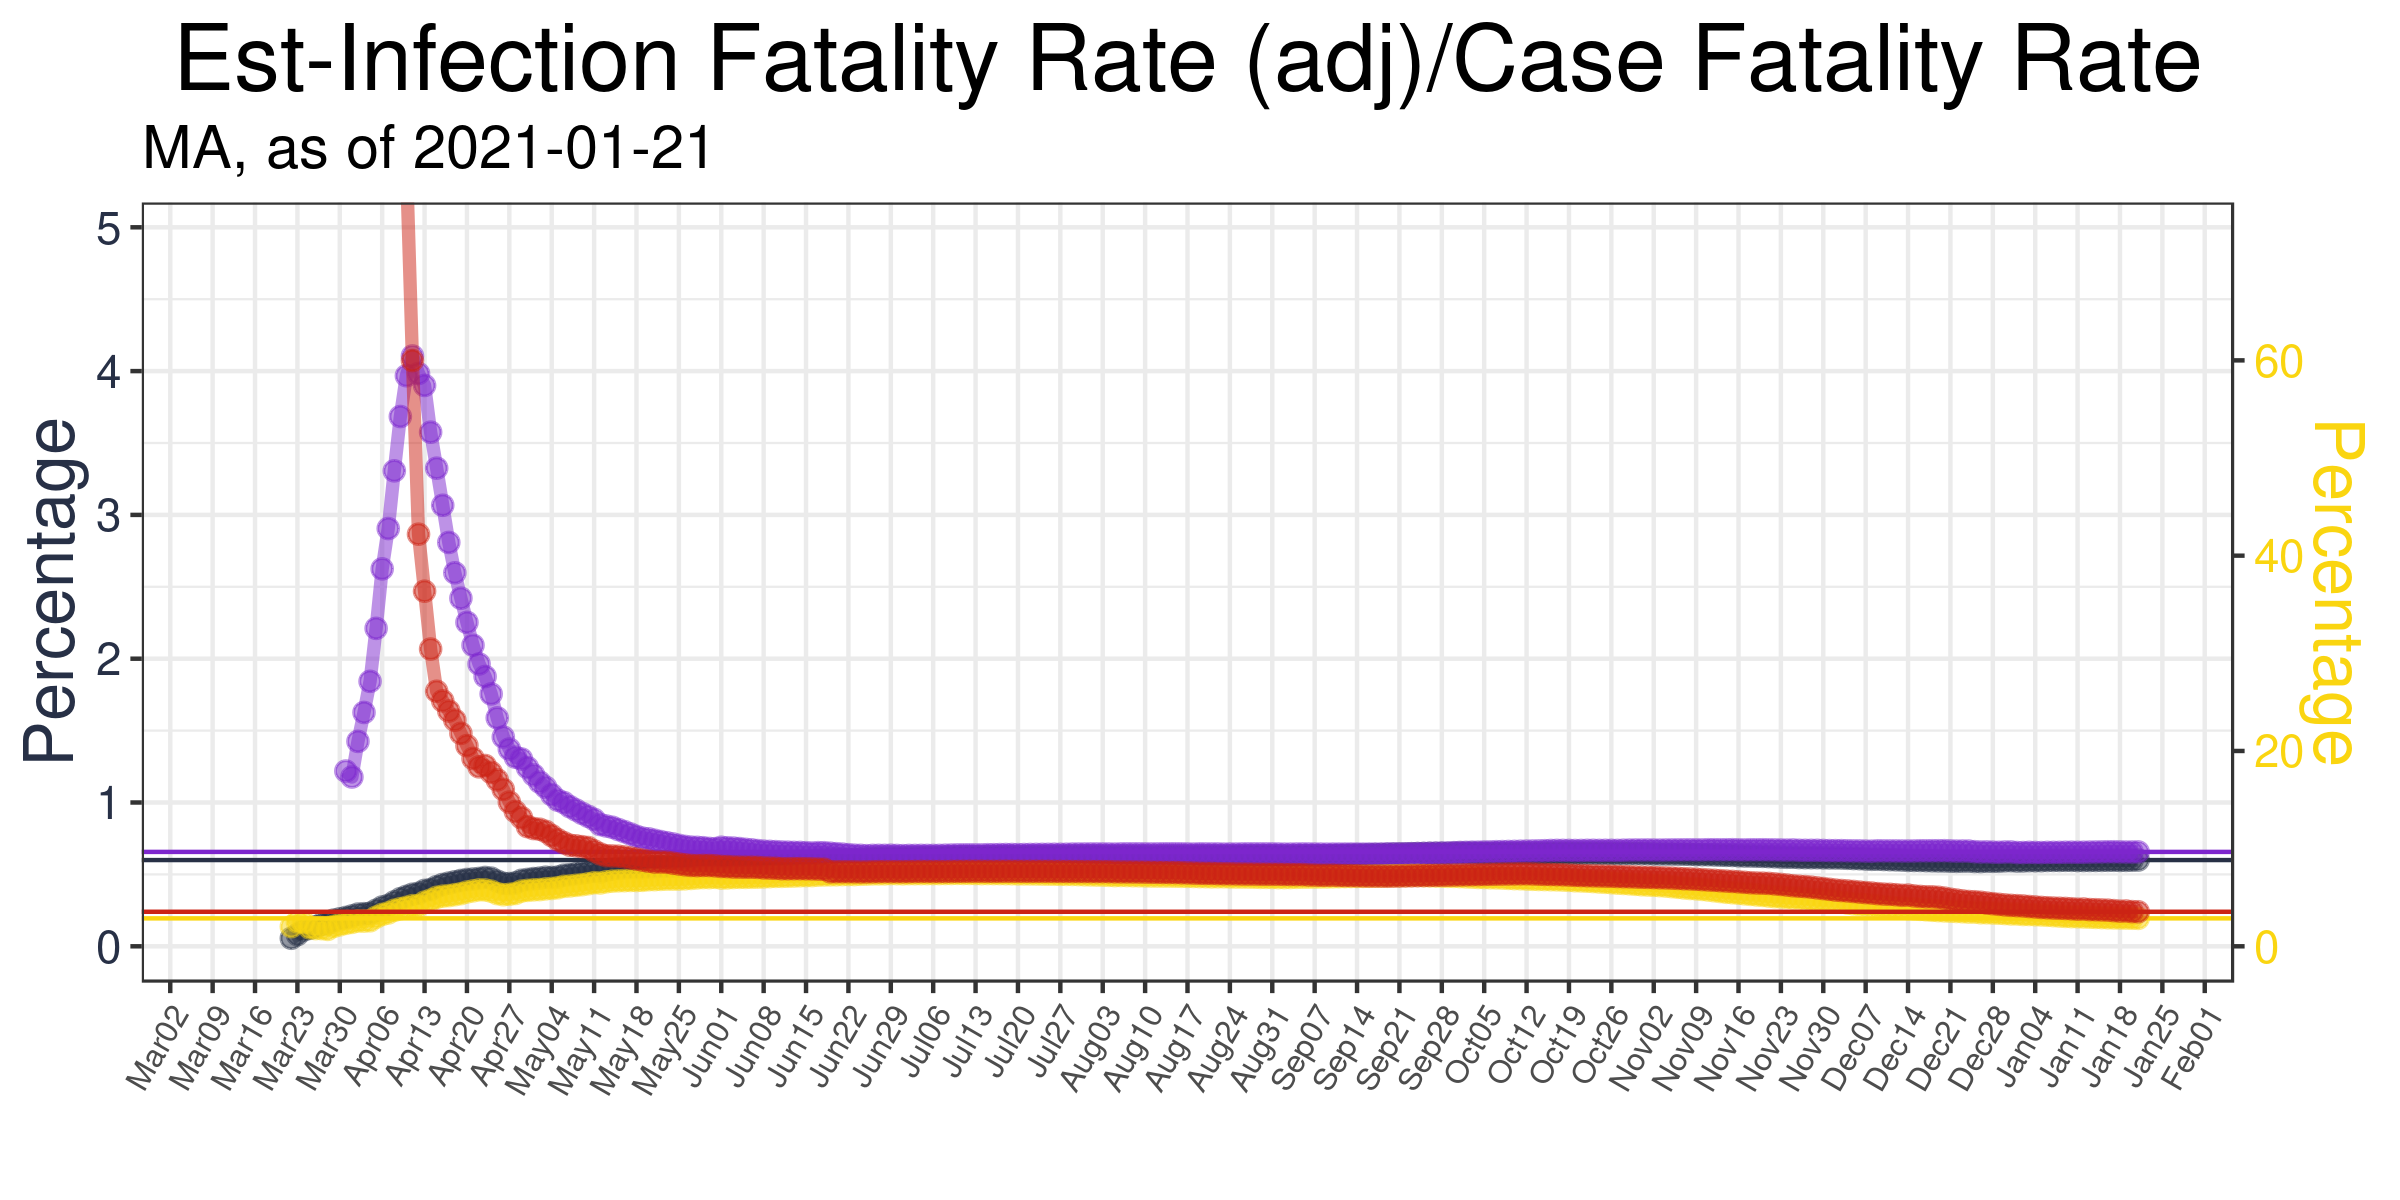 Est-Infection Fatality Rate (adj)/Case Fatality Rate
MA, as of 2021-01-21
Percentage
5
4
3
2
1
0
60
40
20
0
Percentage
Mar02
Mar09
Mar16
Mar23
Mar30
Apr06
Apr13
Apr20
Apr27
May04
May11
May18
May25
Jun01
Jun08
Jun15
Jun22
Jun29
Jul06
Jul13
Jul20
Jul27
Aug03
Aug10
Aug17
Aug24
Aug31
Sep07
Sep14
Sep21
Sep28
Oct05
Oct12
Oct19
Oct26
Nov02
Nov09
Nov16
Nov23
Nov30
Dec07
Dec14
Dec21
Dec28
Jan04
Jan11
Jan18
Jan25
Feb01